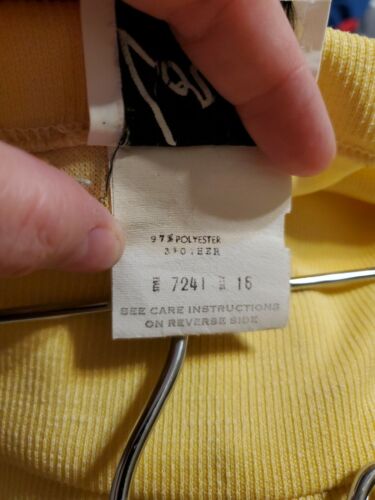 97% POLYESTER
3% OTHER
7241 16
SEE CARE INSTRUCTIONS
ON REVERSE SIDE